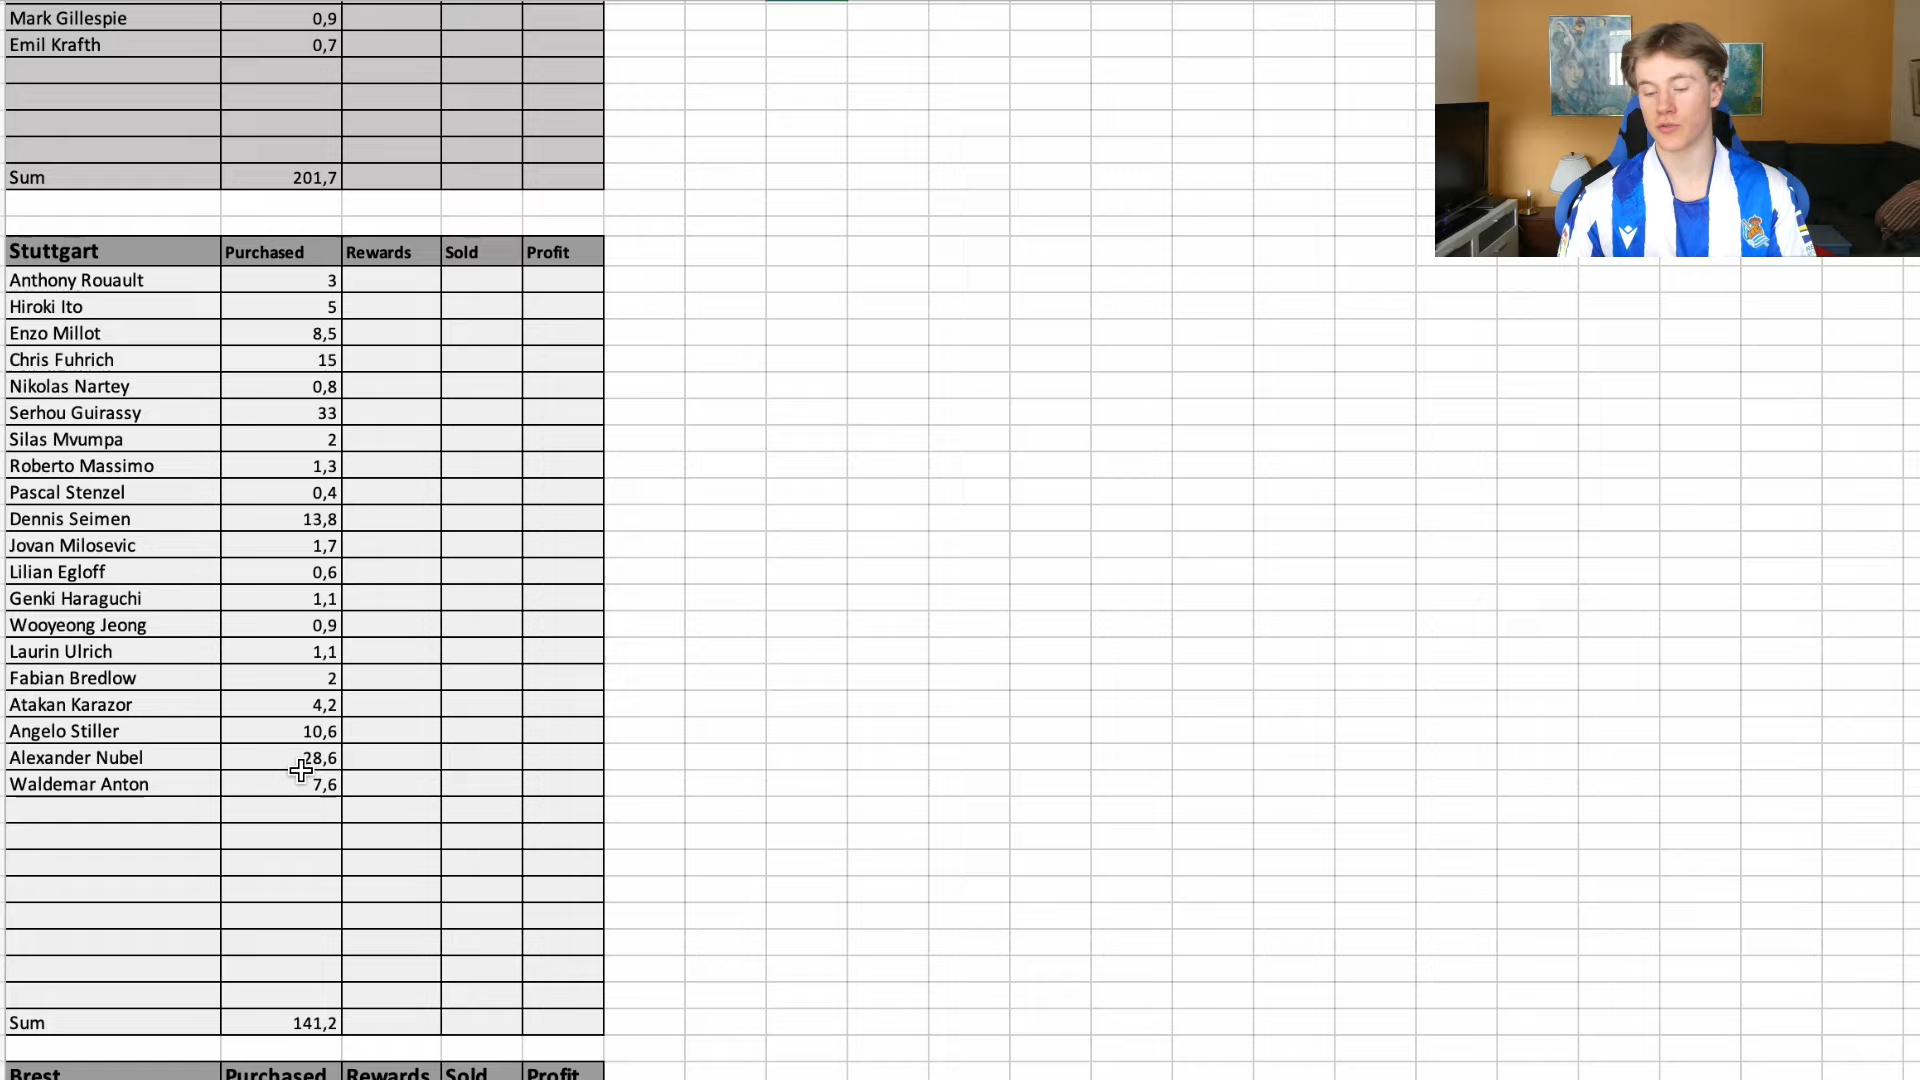 Mark Gillespie 0,9
Emil Krafth 0,7
Sum 201,7
Stuttgart Purchased Rewards Sold Profit
Anthony Rouault 3
Hiroki Ito 5
Enzo Millot 8,5
Chris Fuhrich 15
Nikolas Nartey 0,8
Serhou Guirassy 33
Silas Mvumpa 2
Roberto Massimo 1,3
Pascal Stenzel 0,4
Dennis Seimen 13,8
Jovan Milosevic 1,7
Lilian Egloff 0,6
Genki Haraguchi 1,1
Wooyeong Jeong 0,9
Laurin Ulrich 1,1
Fabian Bredlow 2
Atakan Karazor 4,2
Angelo Stiller 10,6
Alexander Nubel 28,6
Waldemar Anton 7,6
Sum 141,2
Brest Purchased Rewards Sold Profit